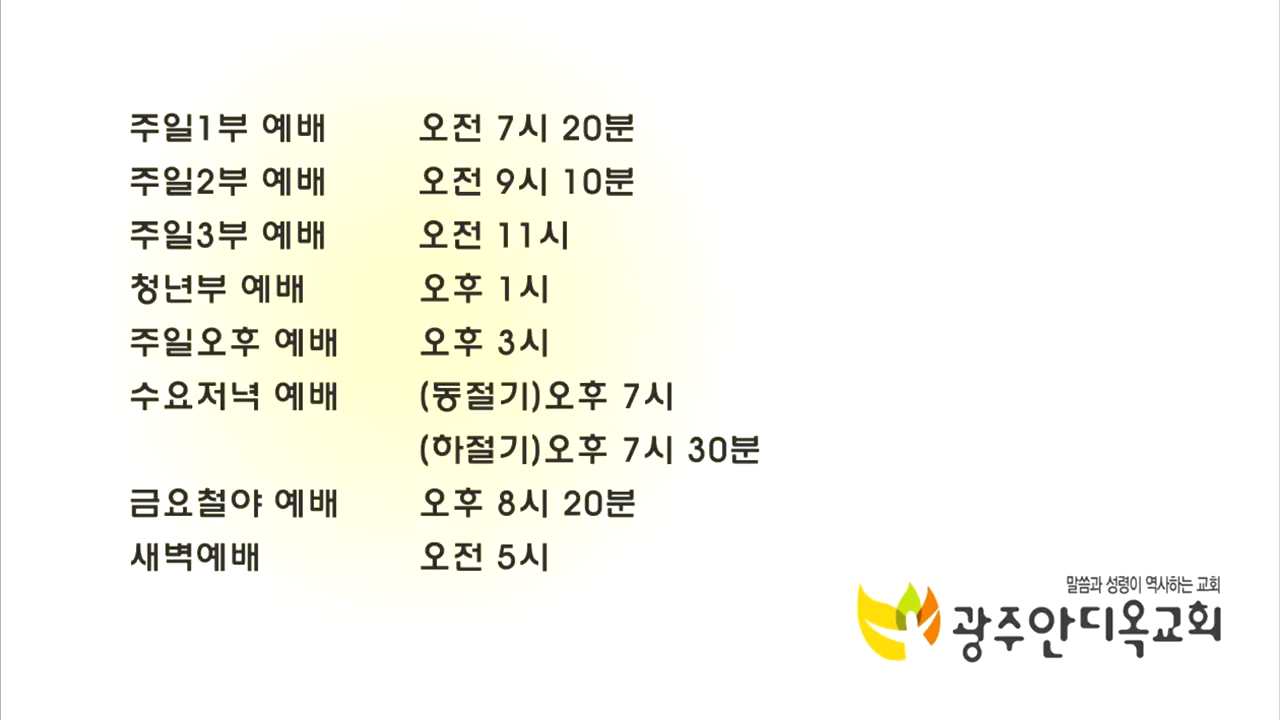 주일1부 예배 오전 7시 20분
주일2부 예배 오전 9시 10분
주일3부 예배 오전 11시
청년부 예배 오후 1시
주일오후 예배 오후 3시
수요저녁 예배 (동절기)오후 7시
(하절기)오후 7시 30분
금요철야 예배 오후 8시 20분
새벽예배 오전 5시
말씀과 성령이 역사하는 교회
광주안디옥교회